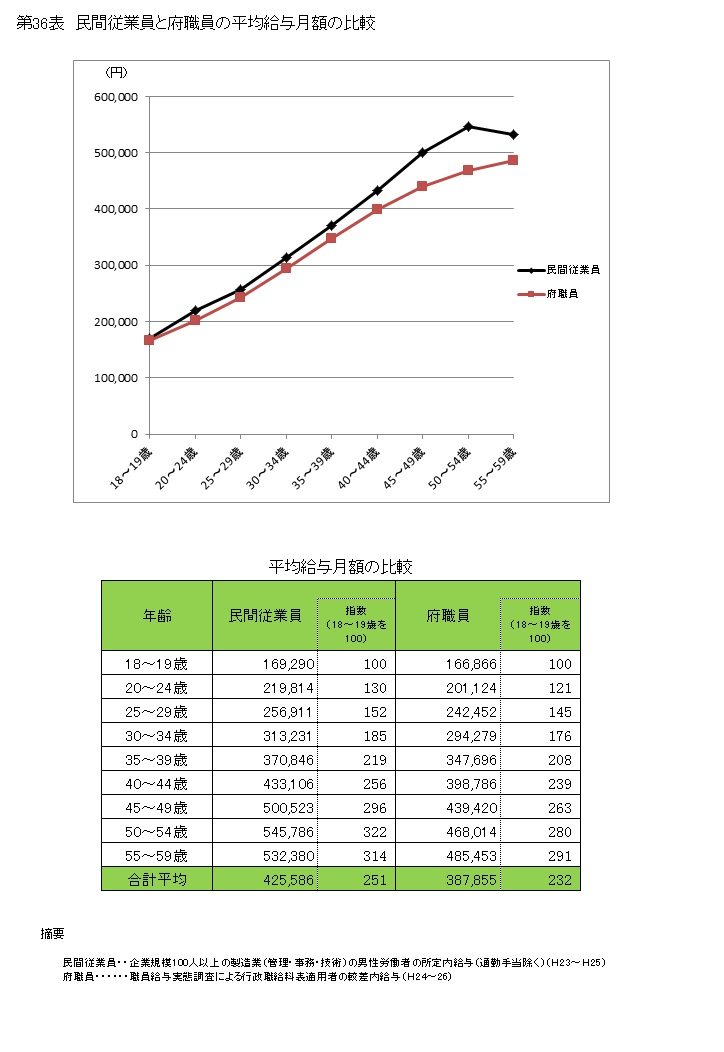 第36表　民間従業員と府職員の平均給与月額の比較
（円）
600,000
500,000
400,000
300,000
200,000
100,000
0
18～19歳
20～24歳
25～29歳
30～34歳
35～39歳
40～44歳
45～49歳
50～54歳
55～59歳
民間従業員
府職員
平均給与月額の比較
年齢 民間従業員 指数（18～19歳を100） 府職員 指数（18～19歳を100）
18～19歳 169,290 100 166,866 100
20～24歳 219,814 130 201,124 121
25～29歳 256,911 152 242,452 145
30～34歳 313,231 185 294,279 176
35～39歳 370,846 219 347,696 208
40～44歳 433,106 256 398,786 239
45～49歳 500,523 296 439,420 263
50～54歳 545,786 322 468,014 280
55～59歳 532,380 314 485,453 291
合計平均 425,586 251 387,855 232
摘要
民間従業員・・企業規模100人以上の製造業（管理・事務・技術）の男性労働者の所定内給与（通勤手当除く）（H23～H25）
府職員・・・・・・職員給与実態調査による行政職給料表適用者の較差内給与（H24～26）